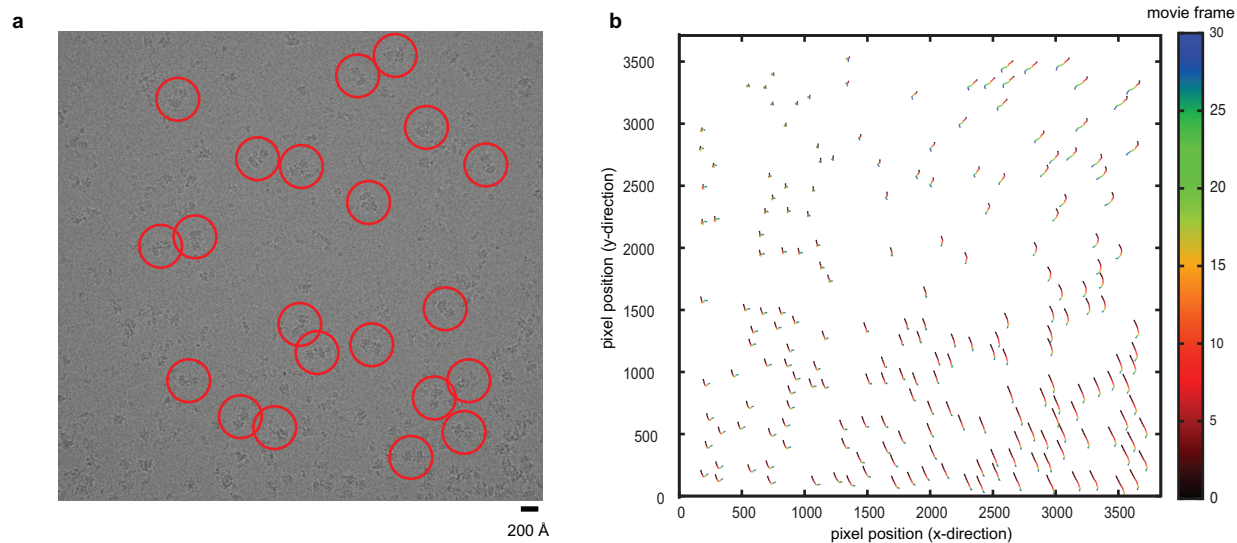 a
200 Å
b
movie frame
30
25
20
15
10
5
0
pixel position (y-direction)
3500
3000
2500
2000
1500
1000
500
0
0 500 1000 1500 2000 2500 3000 3500
pixel position (x-direction)